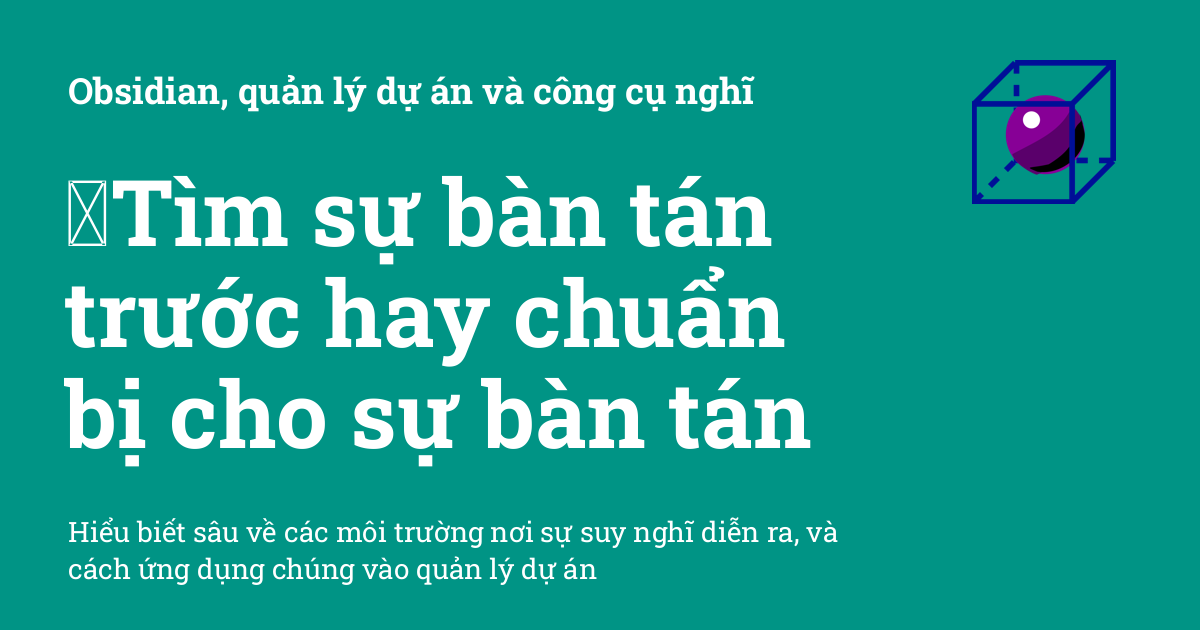 Obsidian, quản lý dự án và công cụ nghĩ
Tìm sự bàn tán
trước hay chuẩn
bị cho sự bàn tán
Hiểu biết sâu về các môi trường nơi sự suy nghĩ diễn ra, và
cách ứng dụng chúng vào quản lý dự án